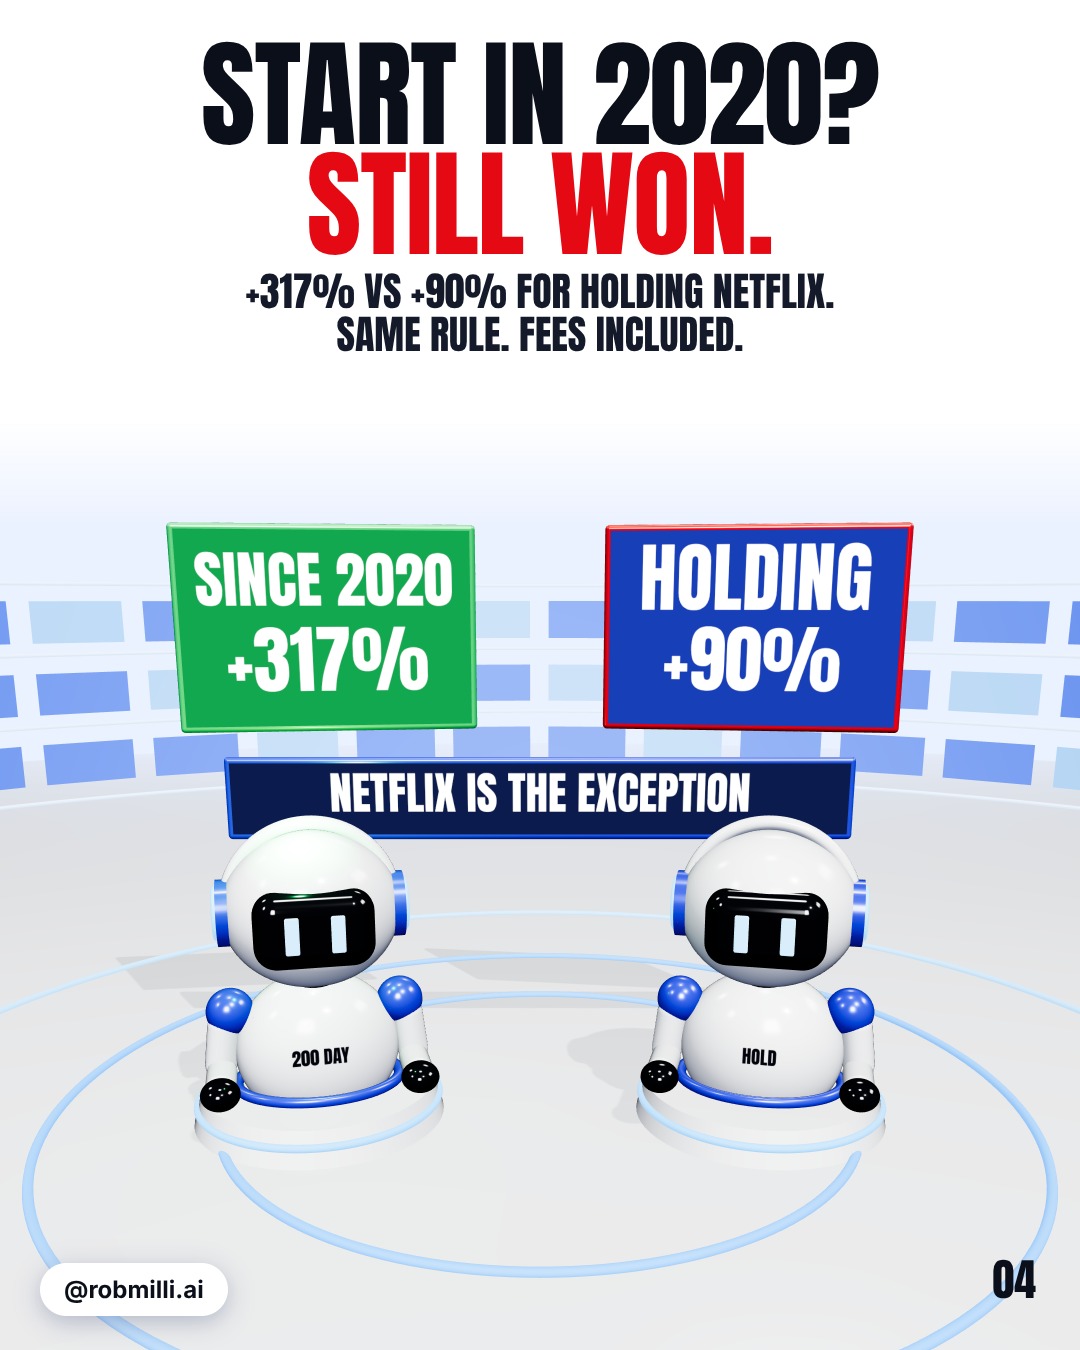 START IN 2020?
STILL WON.
+317% VS +90% FOR HOLDING NETFLIX.
SAME RULE. FEES INCLUDED.
SINCE 2020
+317%
HOLDING
+90%
NETFLIX IS THE EXCEPTION
200 DAY
HOLD
@robmilli.ai
04